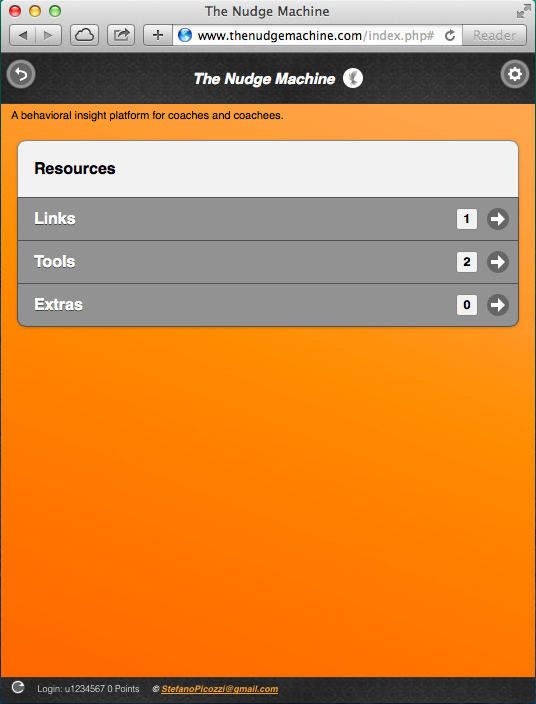 The Nudge Machine
www.thenudgemachine.com/index.php#
Reader
The Nudge Machine
A behavioral insight platform for coaches and coachees.
Resources
Links 1
Tools 2
Extras 0
Login: u1234567 0 Points © StefanoPicozzi@gmail.com